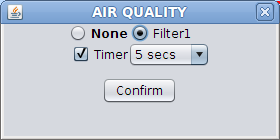 AIR QUALITY
None Filter1
Timer 5 secs
Confirm